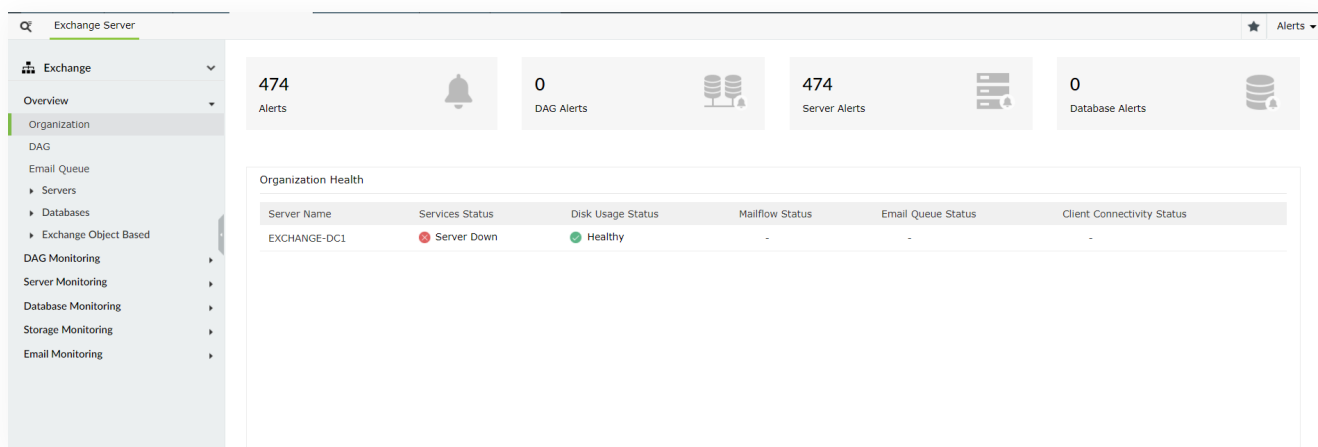 Exchange Server
Alerts
Exchange
Overview
Organization
DAG
Email Queue
Servers
Databases
Exchange Object Based
DAG Monitoring
Server Monitoring
Database Monitoring
Storage Monitoring
Email Monitoring
474
Alerts
0
DAG Alerts
474
Server Alerts
0
Database Alerts
Organization Health
Server Name Services Status Disk Usage Status Mailflow Status Email Queue Status Client Connectivity Status
EXCHANGE-DC1 Server Down Healthy - - -